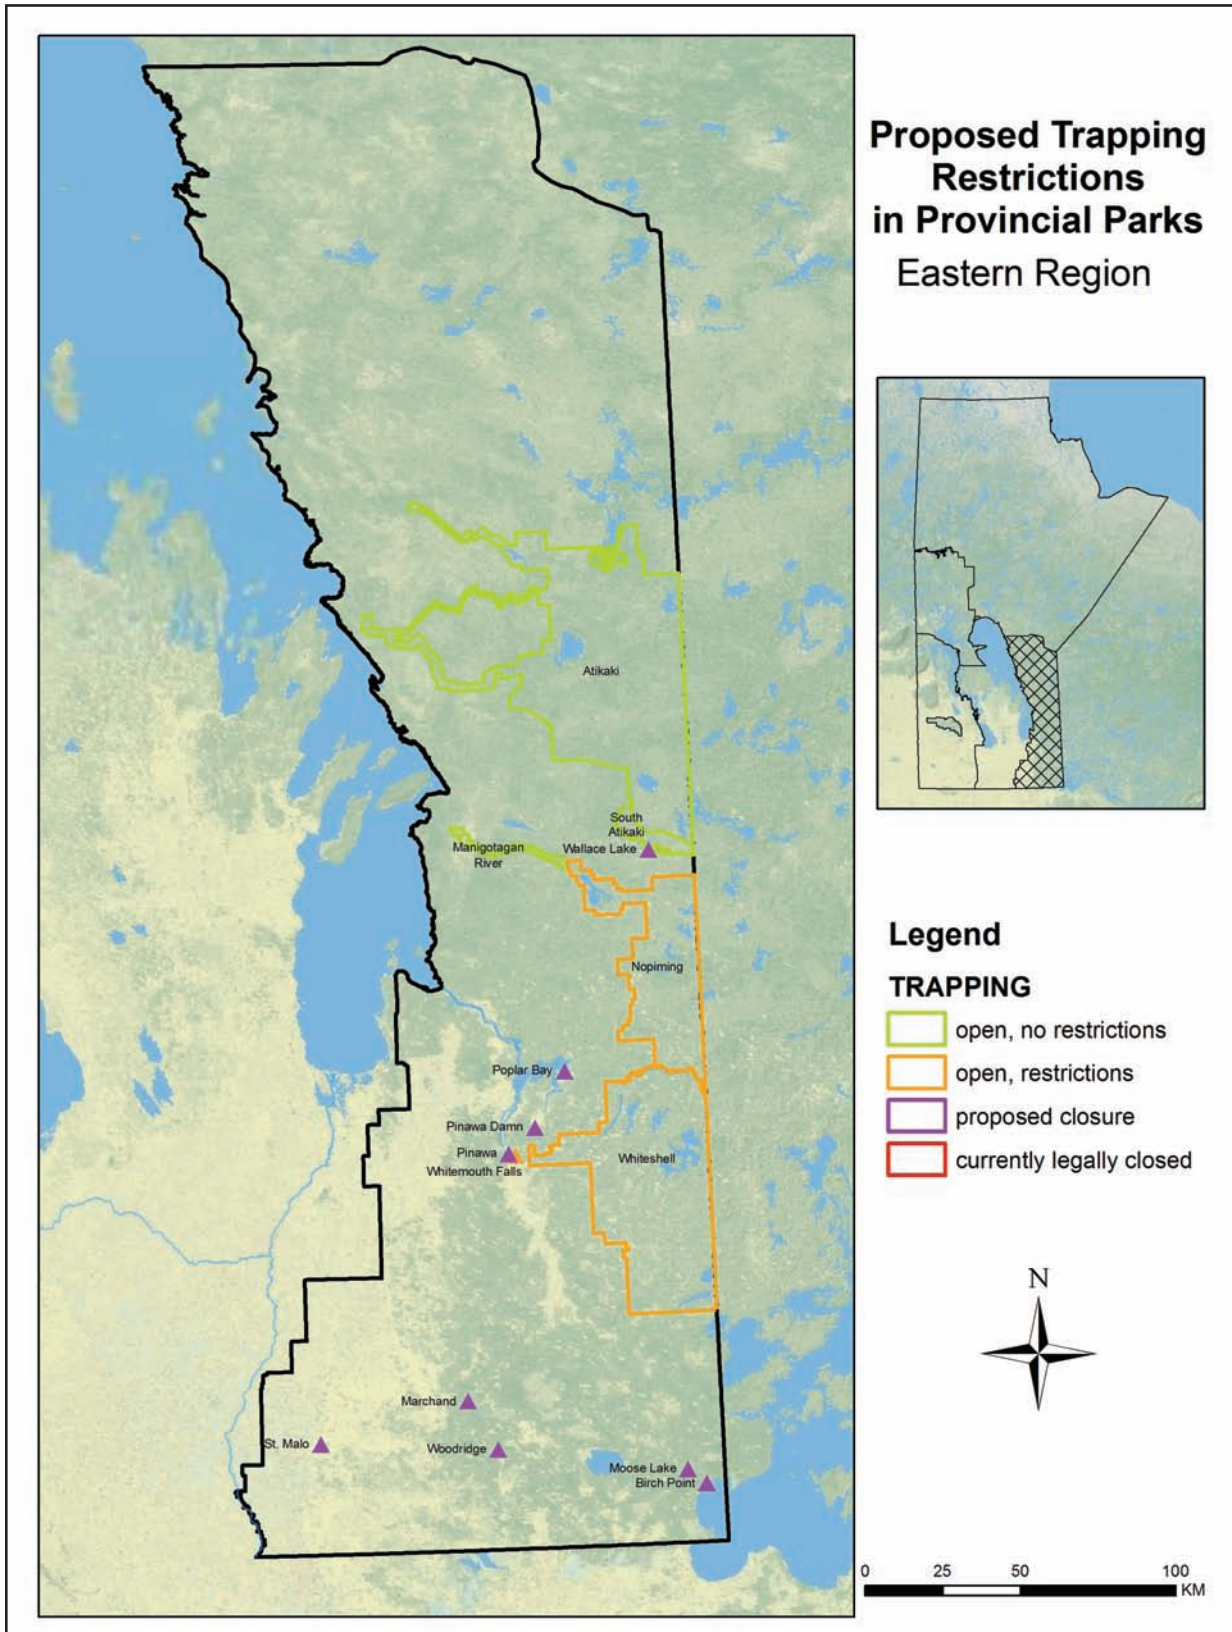 Proposed Trapping
Restrictions
in Provincial Parks
Eastern Region
Atikaki
South
Atikaki
Wallace Lake
Manigotagan
River
Nopiming
Poplar Bay
Pinawa Damn
Pinawa
Whitemouth Falls
Whiteshell
Marchand
St. Malo
Woodridge
Moose Lake
Birch Point
Legend
TRAPPING
open, no restrictions
open, restrictions
proposed closure
currently legally closed
N
0 25 50 100
KM